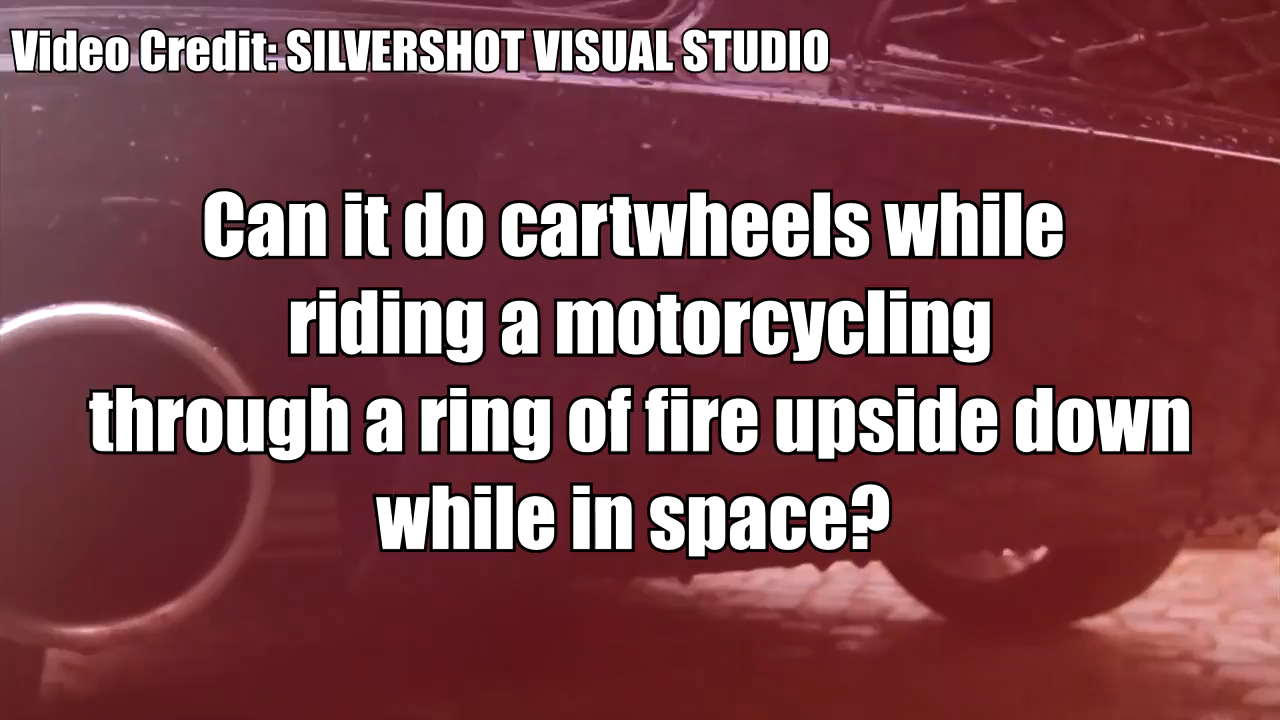 Video Credit: SILVERSHOT VISUAL STUDIO
Can it do cartwheels while
riding a motorcycling
through a ring of fire upside down
while in space?